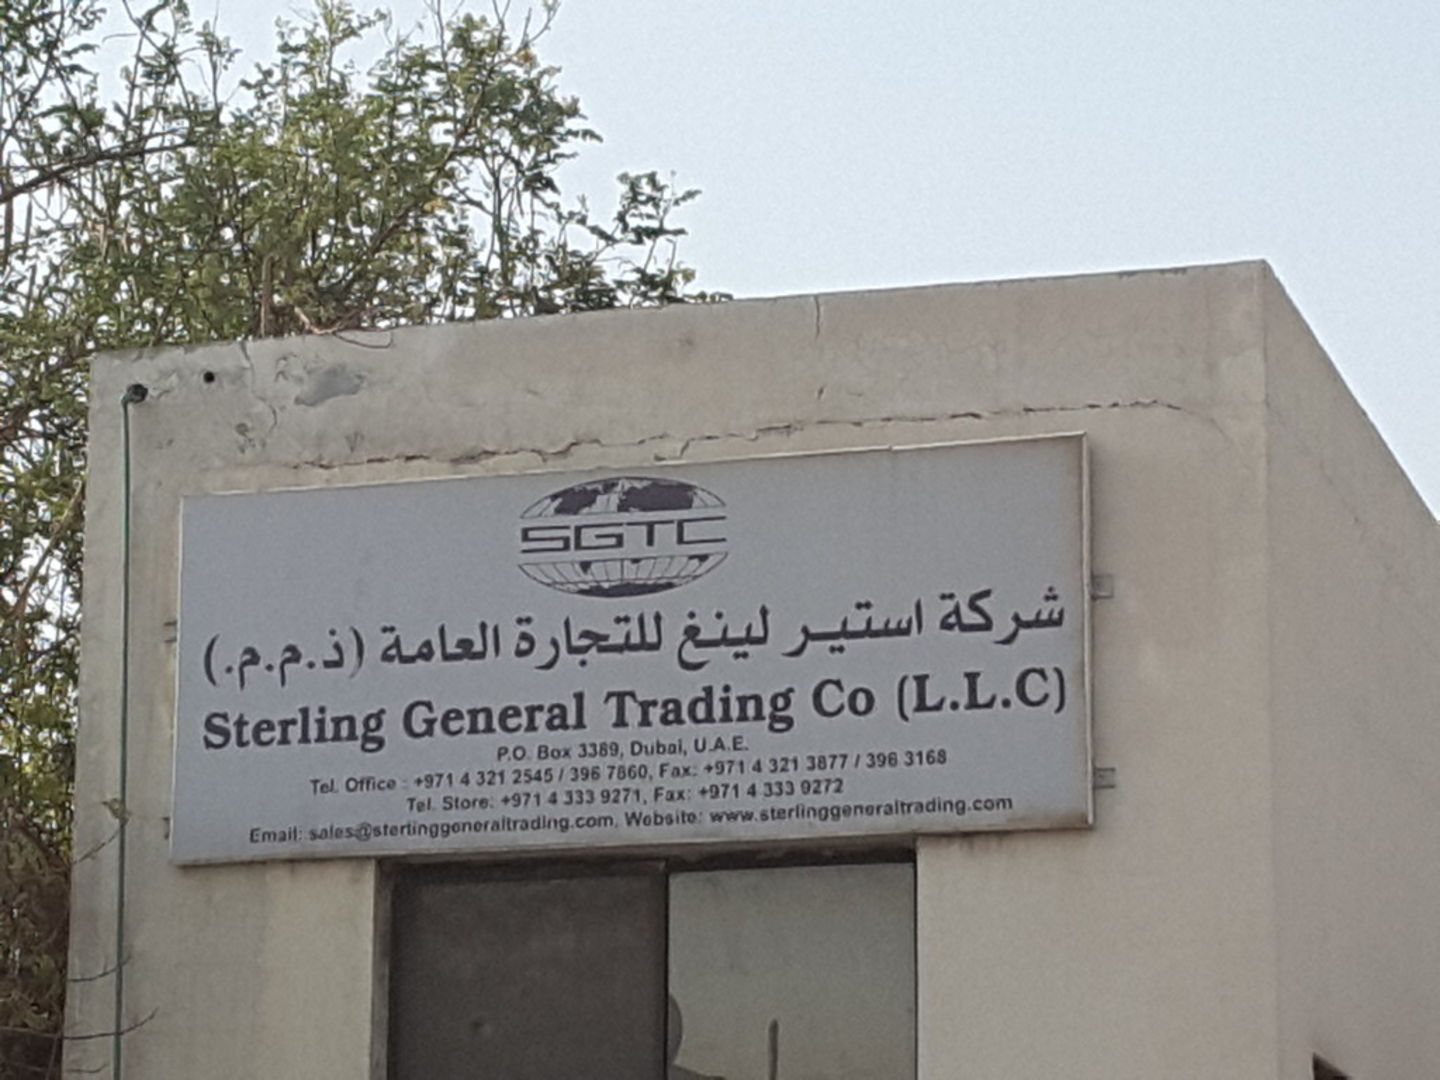 SGTC
شركة استير لينغ للتجارة العامة (ذ.م.م.)
Sterling General Trading Co (L.L.C)
P.O. Box 3389, Dubai, U.A.E.
Tel. Office : +971 4 321 2545 / 396 7860, Fax: +971 4 321 3877 / 396 3168
Tel. Store: +971 4 333 9271, Fax: +971 4 333 9272
Email: sales@sterlinggeneraltrading.com, Website: www.sterlinggeneraltrading.com